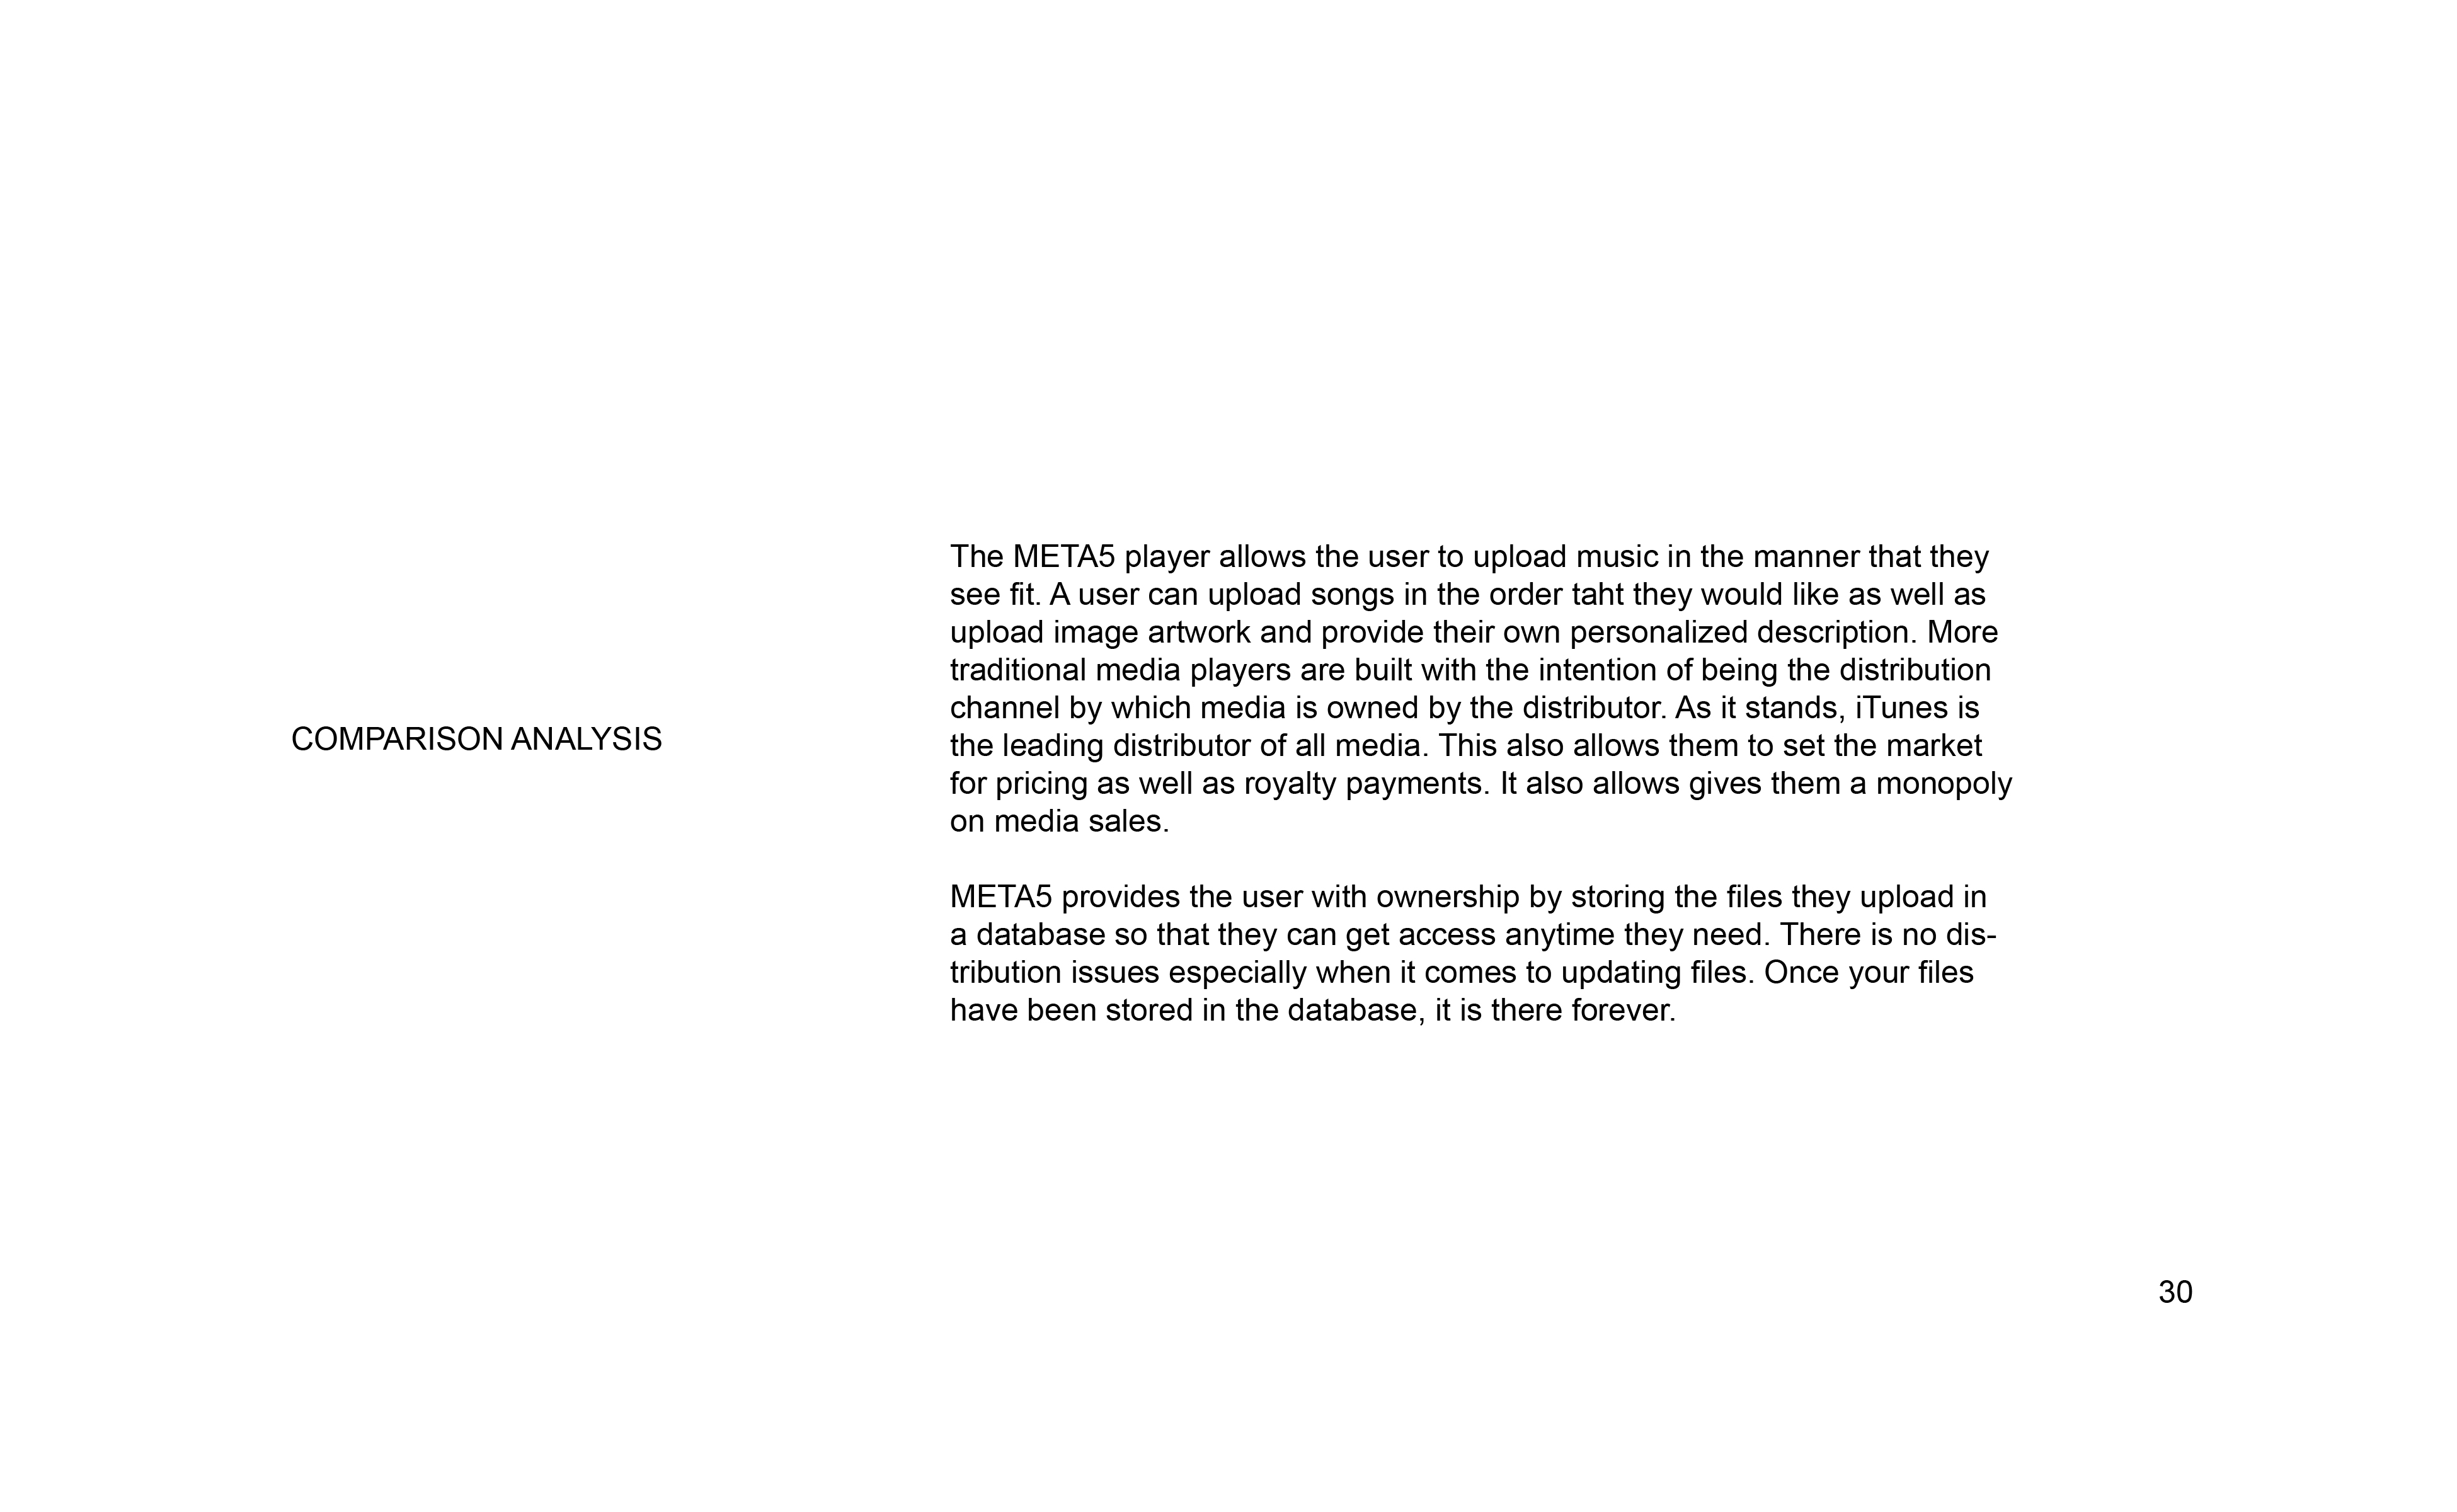 COMPARISON ANALYSIS
The META5 player allows the user to upload music in the manner that they
see fit. A user can upload songs in the order taht they would like as well as
upload image artwork and provide their own personalized description. More
traditional media players are built with the intention of being the distribution
channel by which media is owned by the distributor. As it stands, iTunes is
the leading distributor of all media. This also allows them to set the market
for pricing as well as royalty payments. It also allows gives them a monopoly
on media sales.
META5 provides the user with ownership by storing the files they upload in
a database so that they can get access anytime they need. There is no dis-
tribution issues especially when it comes to updating files. Once your files
have been stored in the database, it is there forever.
30